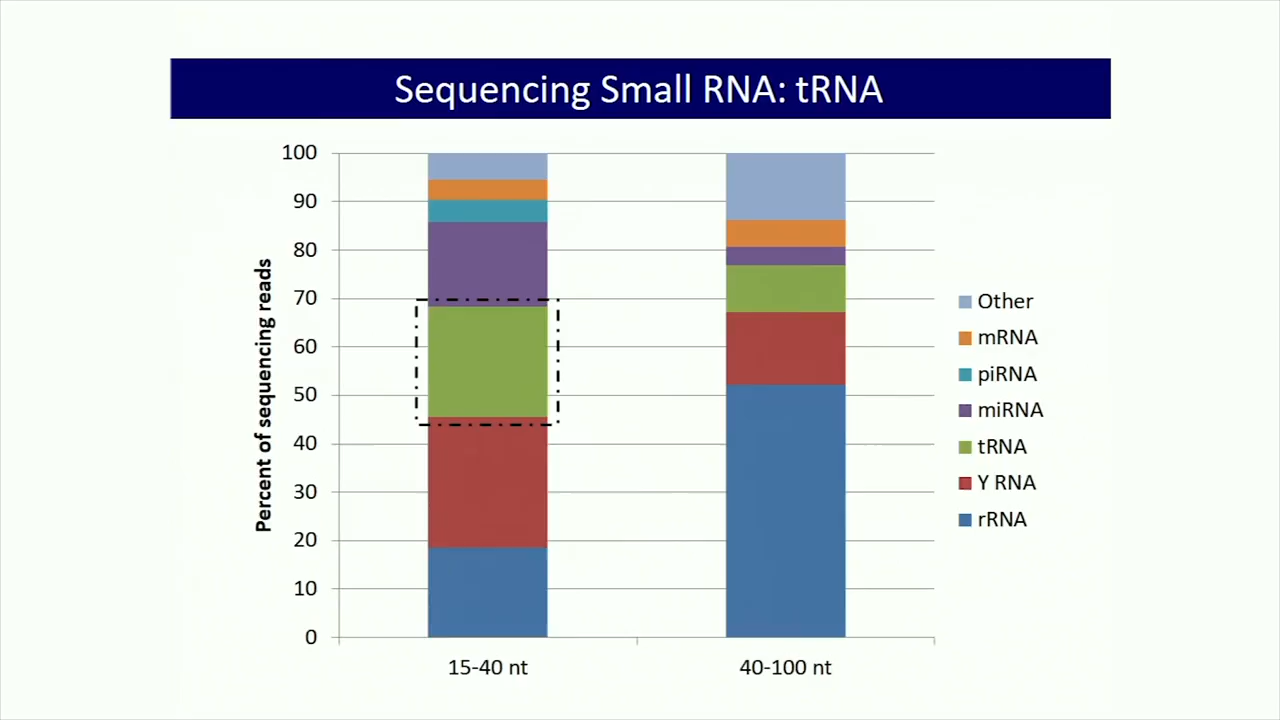 Sequencing Small RNA: tRNA
100
90
80
70
60
50
40
30
20
10
0
Percent of sequencing reads
15-40 nt
40-100 nt
Other
mRNA
piRNA
miRNA
tRNA
Y RNA
rRNA